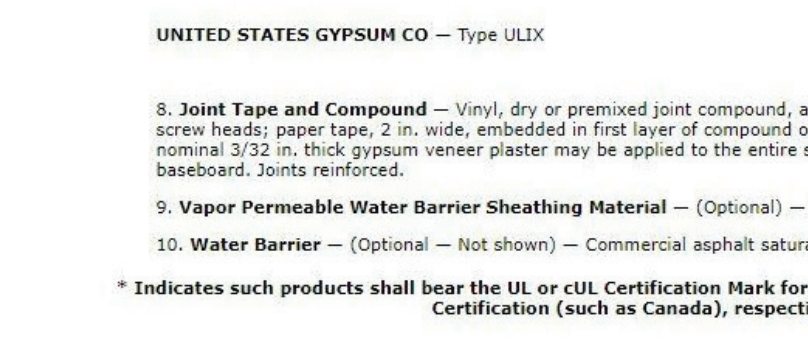 UNITED STATES GYPSUM CO — Type ULIX
8. Joint Tape and Compound — Vinyl, dry or premixed joint compound, a
screw heads; paper tape, 2 in. wide, embedded in first layer of compound o
nominal 3/32 in. thick gypsum veneer plaster may be applied to the entire s
baseboard. Joints reinforced.
9. Vapor Permeable Water Barrier Sheathing Material — (Optional) —
10. Water Barrier — (Optional — Not shown) — Commercial asphalt satura
* Indicates such products shall bear the UL or cUL Certification Mark for
Certification (such as Canada), respecti